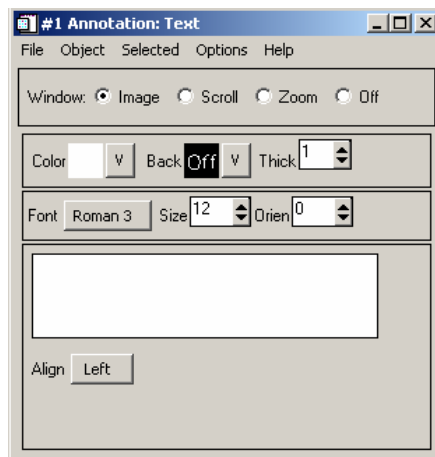 #1 Annotation: Text
File Object Selected Options Help
Window: Image Scroll Zoom Off
Color V Back Off V Thick 1
Font Roman 3 Size 12 Orien 0
Align Left